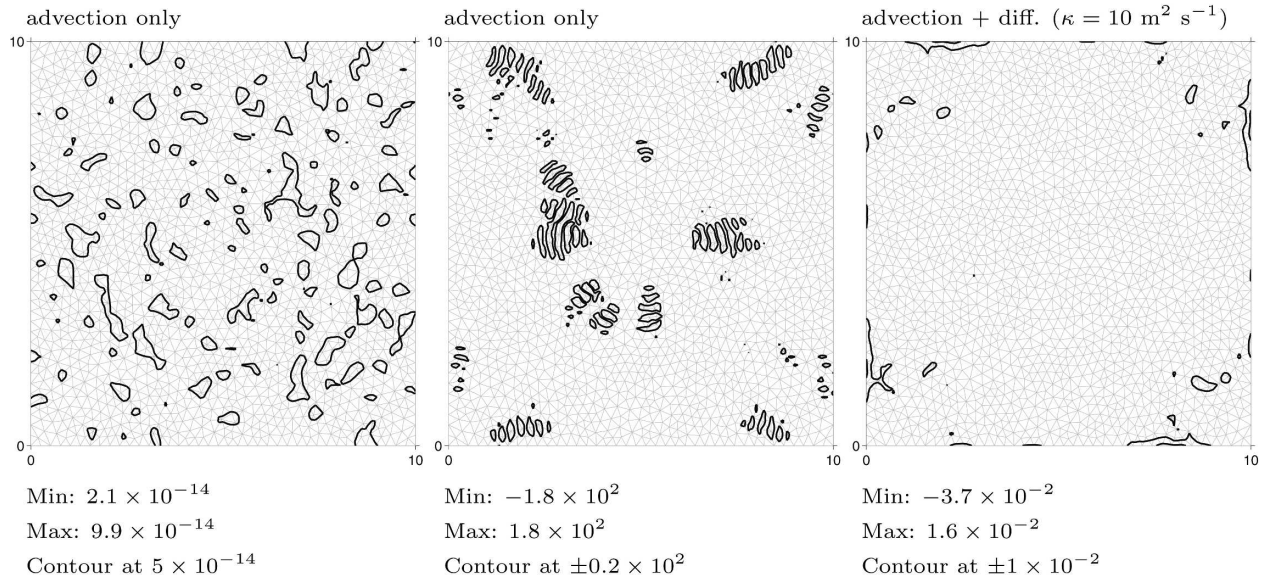 advection only
advection only
advection + diff. (κ = 10 m² s⁻¹)
10
0
0
10
0
0
10
10
0
0
10
10
Min: 2.1 × 10⁻¹⁴
Max: 9.9 × 10⁻¹⁴
Contour at 5 × 10⁻¹⁴
Min: −1.8 × 10²
Max: 1.8 × 10²
Contour at ±0.2 × 10²
Min: −3.7 × 10⁻²
Max: 1.6 × 10⁻²
Contour at ±1 × 10⁻²